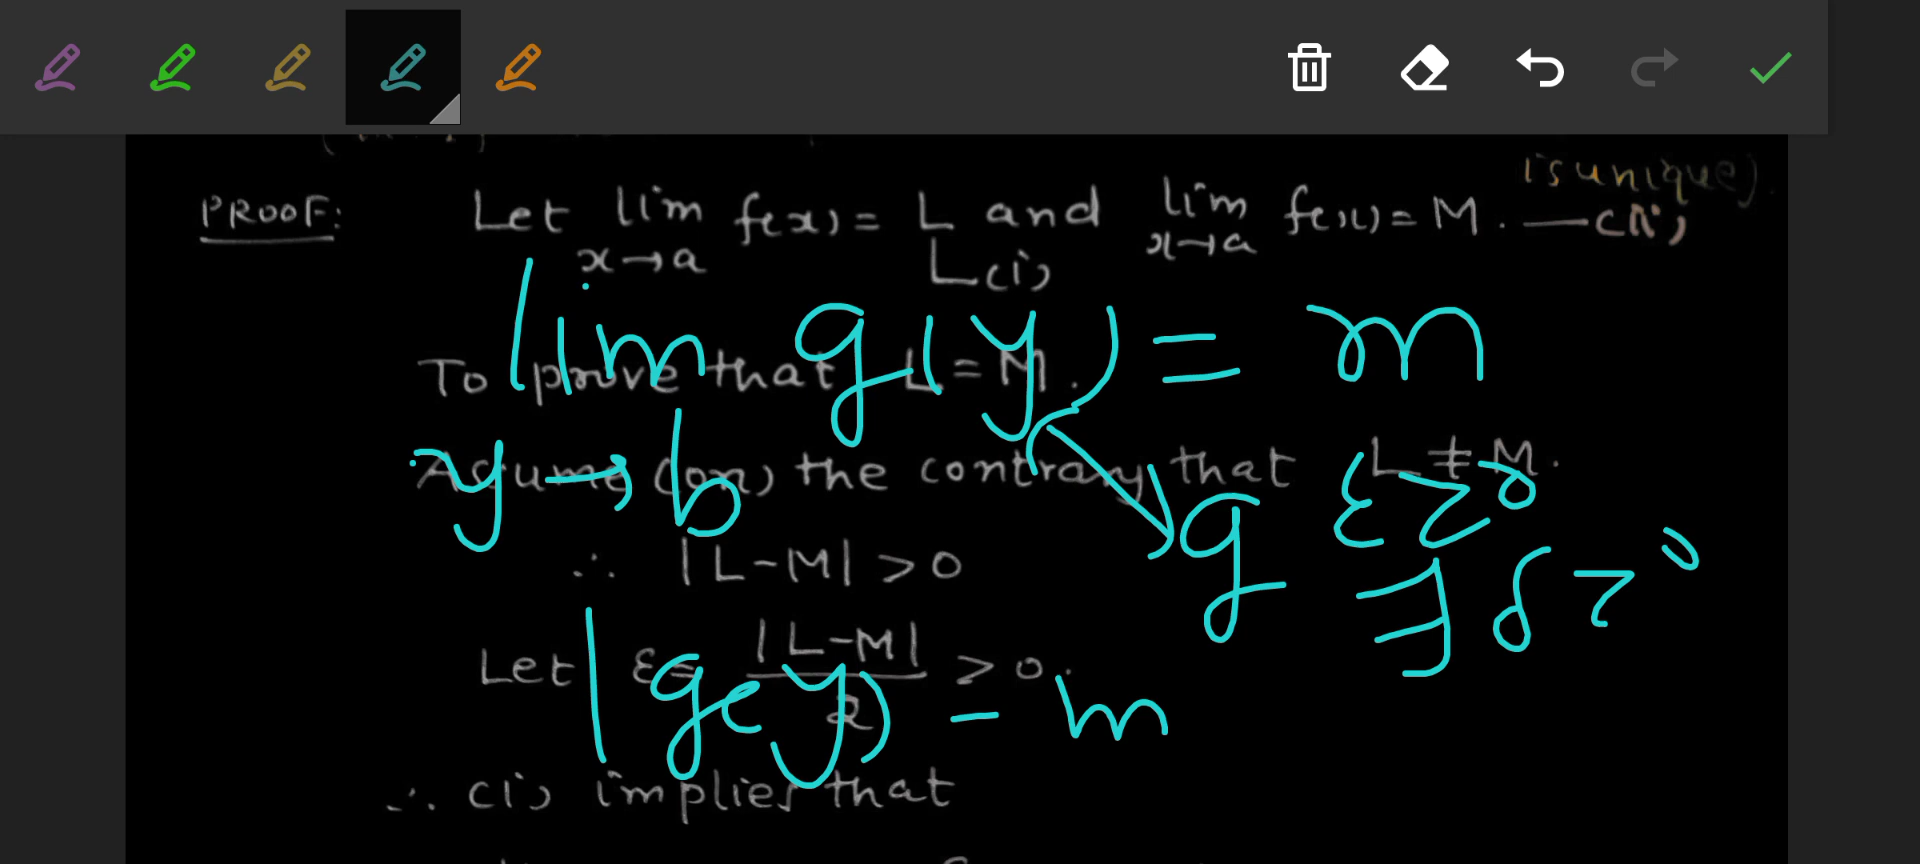 is unique).
PROOF: Let lim x→a f(x) = L and lim x→a f(x) = M. —(ii)
L(i)
lim y→b g(y) = m
To prove that L = M.
Assume (on) the contrary that L ≠ M.
g ε > 0
∴ |L-M| > 0
∃ δ > 0
Let ε = |L-M| / 2 > 0.
|g(y) - m
∴ (i) implies that